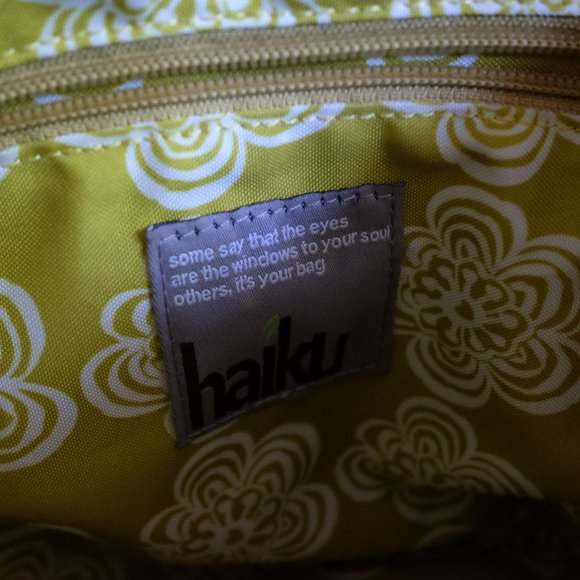 some say that the eyes
are the windows to your soul
others, it's your bag
haiku